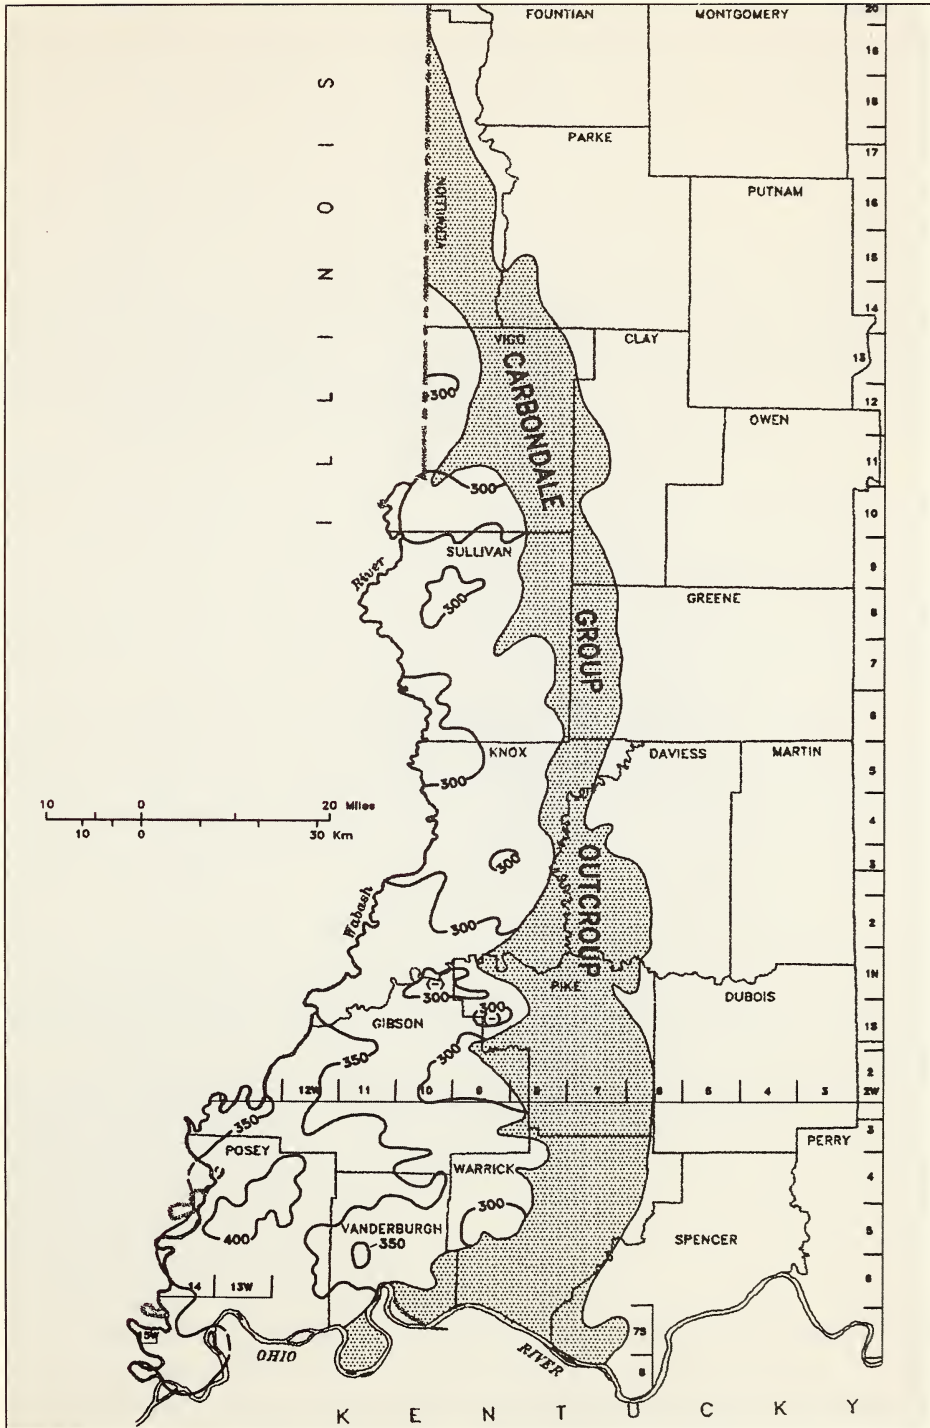 FOUNTIAN
MONTGOMERY
20
19
18
PARKE
17
ILLINOIS
PUTNAM
16
VERMILLION
15
14
VIGO
CLAY
13
300
12
CARBONDALE
OWEN
11
300
10
SULLIVAN
9
River
GREENE
300
8
GROUP
7
6
KNOX
DAVIESS
MARTIN
5
300
10 0 20 Miles
10 0 30 Km
4
300
3
OUTCROUP
Wabash
300
2
PIKE
1N
(-)
300
DUBOIS
300
(-)
GIBSON
1S
350
300
2
12W 11 10 9 8 7 6 5 4 3 2W
350
3
POSEY
PERRY
WARRICK
4
300
400
VANDERBURGH
5
350
SPENCER
14 13W
6
7S
15W
OHIO
RIVER
8
KENTUCKY